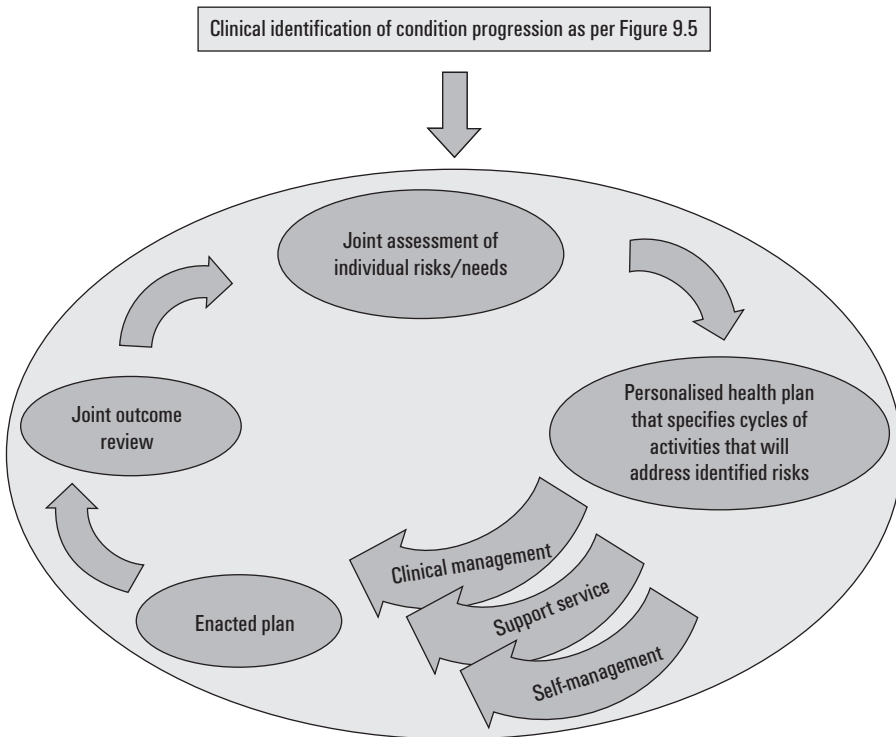 Clinical identification of condition progression as per Figure 9.5
Joint assessment of
individual risks/needs
Personalised health plan
that specifies cycles of
activities that will
address identified risks
Clinical management
Support service
Self-management
Enacted plan
Joint outcome
review